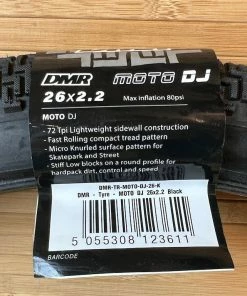 DMR MOTO DJ
26x2.2 Max inflation 80psi
MOTO DJ
- 72 Tpi Lightweight sidewall construction
- Fast Rolling compact tread pattern
- Micro Knurled surface pattern for
Skatepark and Street
- Stiff Low blocks on a round profile for
hardpack dirt, control and speed
DMR-TR-MOTO-DJ-26-K
DMR - Tyre - MOTO DJ 26x2.2 Black
5 055308 123611
BARCODE